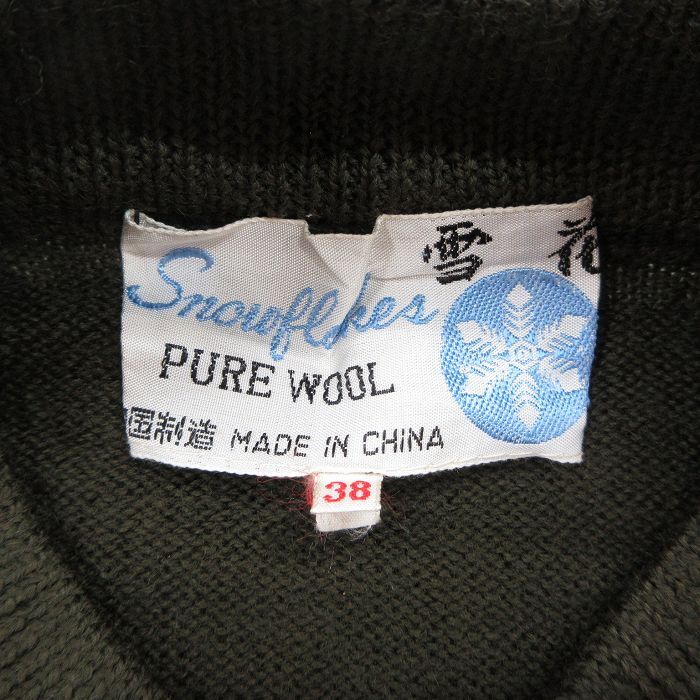 雪花
Snowflakes
PURE WOOL
国制造 MADE IN CHINA
38